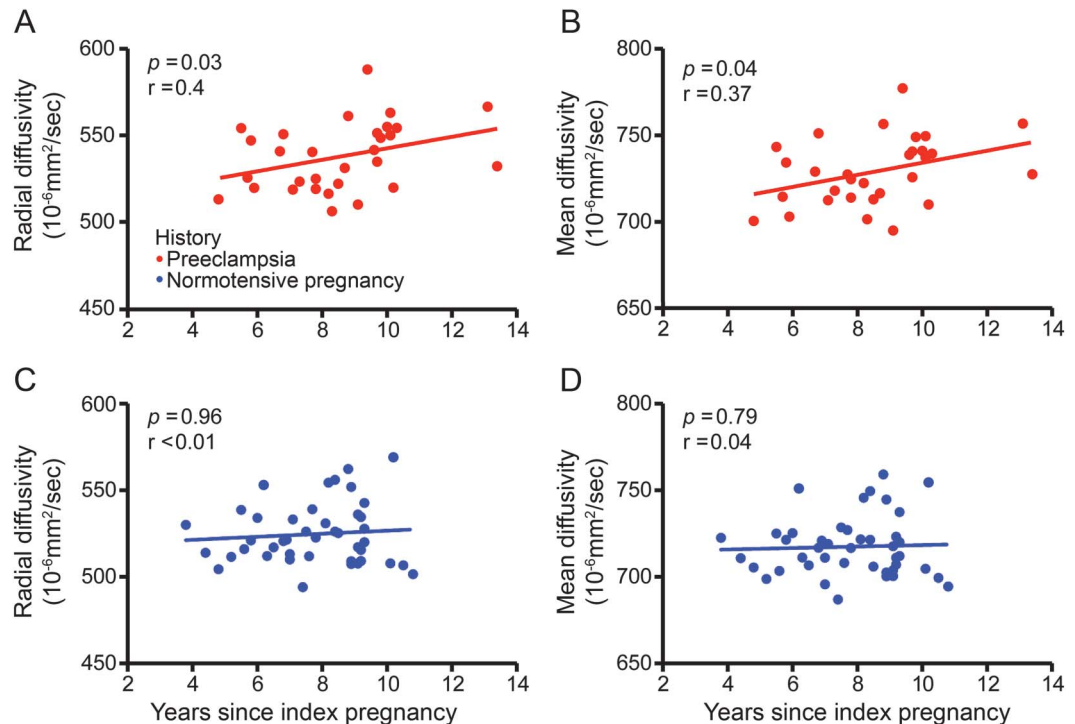 A
Radial diffusivity
(10-6mm2/sec)
600
550
500
450
p = 0.03
r = 0.4
History
Preeclampsia
Normotensive pregnancy
2 4 6 8 10 12 14
B
Mean diffusivity
(10-6mm2/sec)
800
750
700
650
p = 0.04
r = 0.37
2 4 6 8 10 12 14
C
Radial diffusivity
(10-6mm2/sec)
600
550
500
450
p = 0.96
r < 0.01
2 4 6 8 10 12 14
Years since index pregnancy
D
Mean diffusivity
(10-6mm2/sec)
800
750
700
650
p = 0.79
r = 0.04
2 4 6 8 10 12 14
Years since index pregnancy